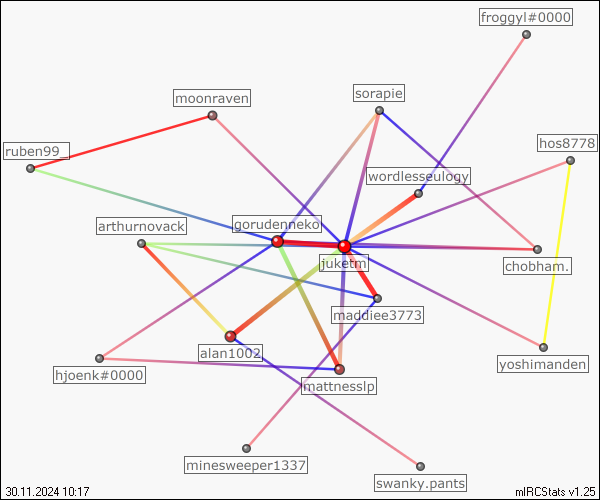 froggyl#0000
sorapie
moonraven
hos8778
ruben99_
wordlesseulogy
arthurnovack
gorudenneko
juketm
chobham.
maddiee3773
alan1002
yoshimanden
hjoenk#0000
mattnesslp
minesweeper1337
swanky.pants
30.11.2024 10:17
mIRCStats v1.25